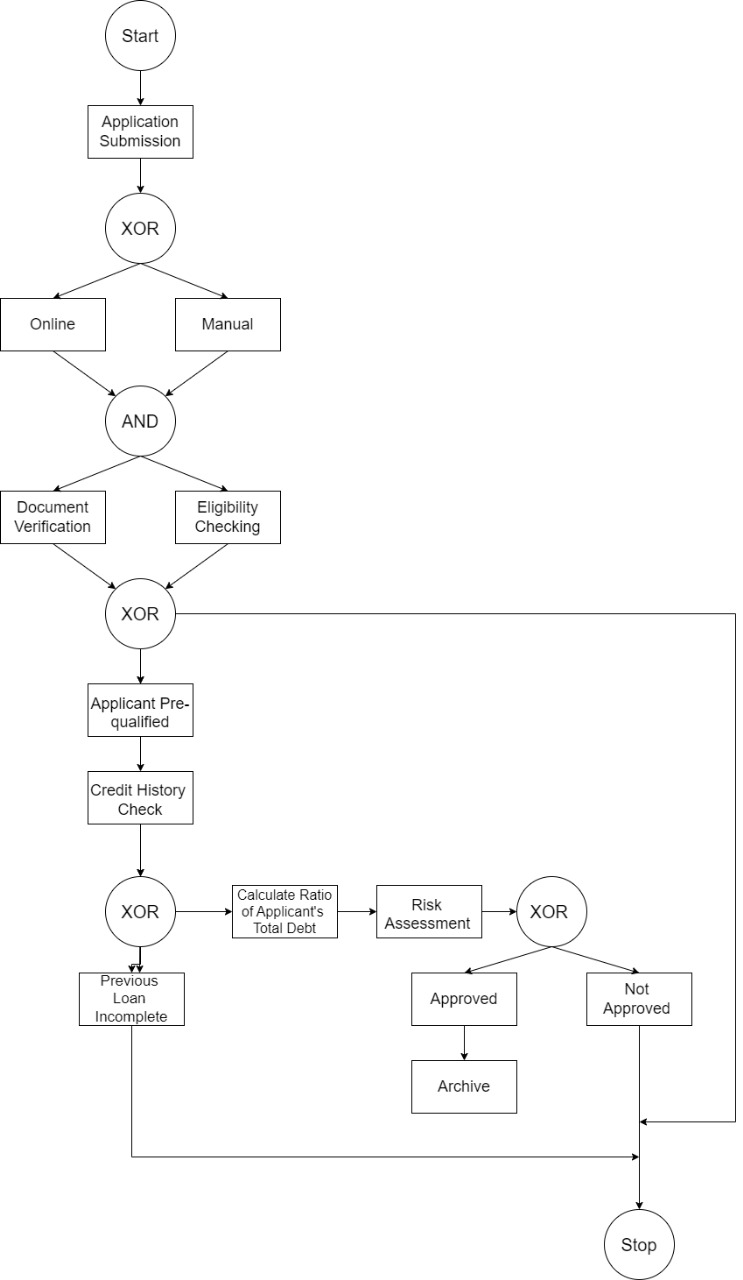 Start
Application
Submission
XOR
Online
Manual
AND
Document
Verification
Eligibility
Checking
XOR
Applicant Pre-
qualified
Credit History
Check
XOR
Calculate Ratio
of Applicant's
Total Debt
Risk
Assessment
XOR
Previous
Loan
Incomplete
Approved
Not
Approved
Archive
Stop